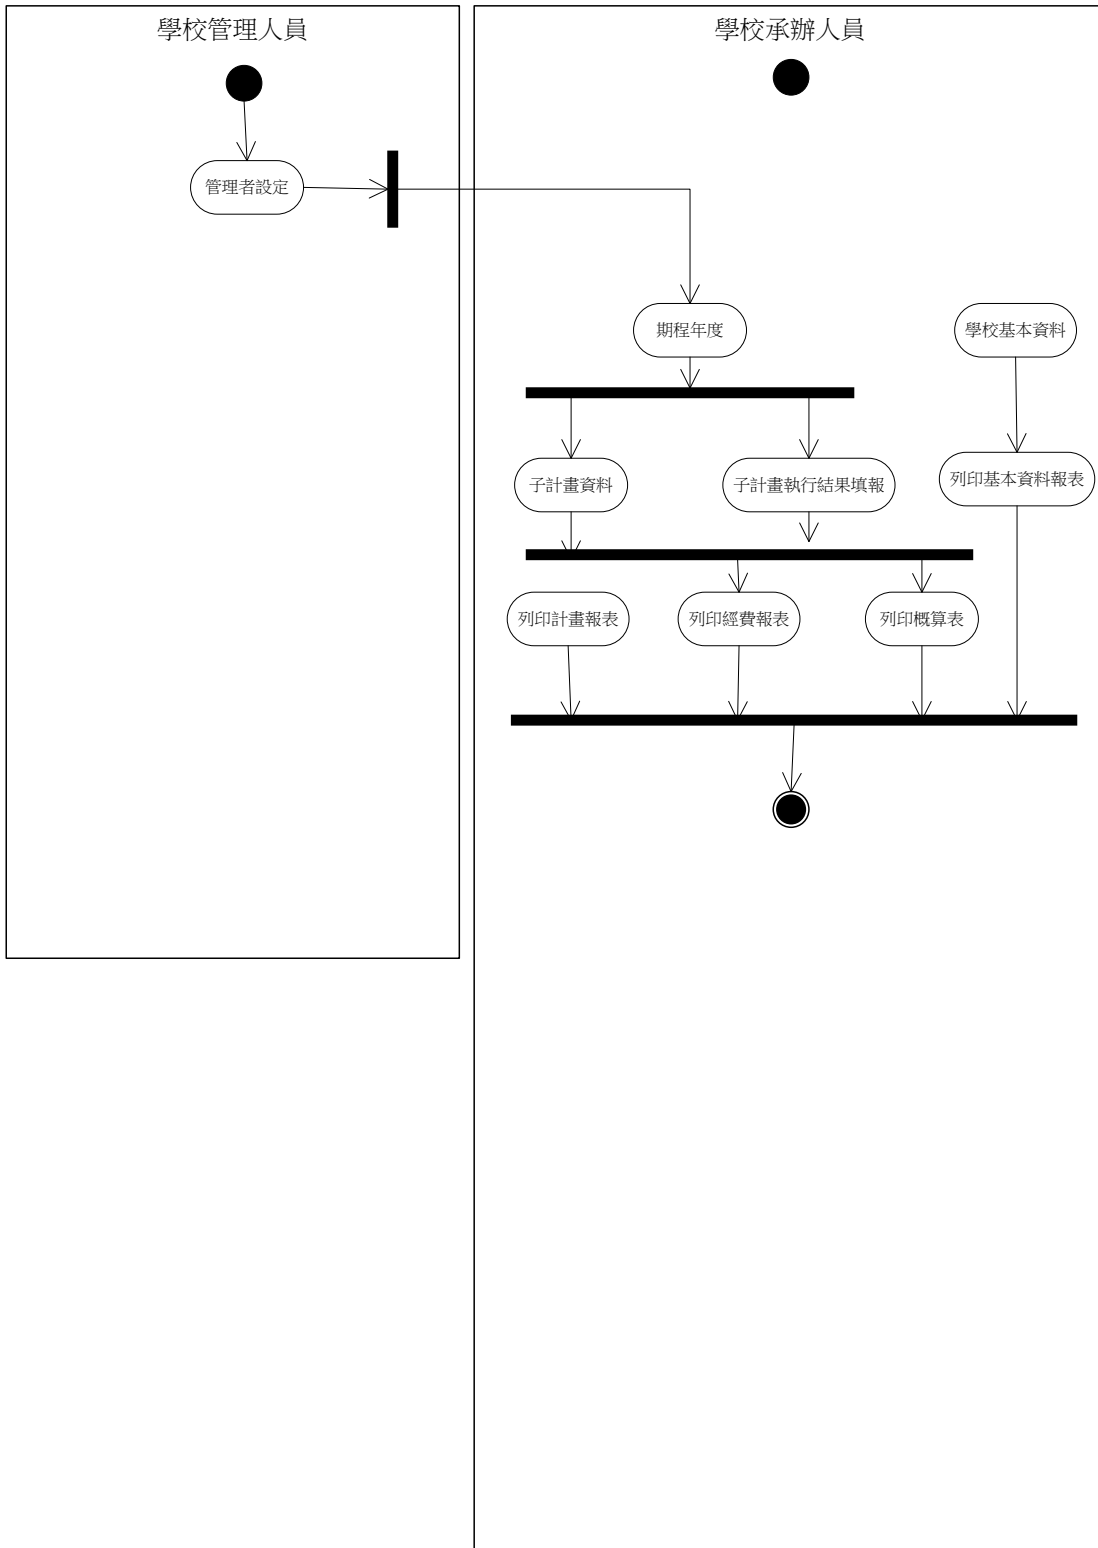 學校管理人員
學校承辦人員
管理者設定
期程年度
學校基本資料
子計畫資料
子計畫執行結果填報
列印基本資料報表
列印計畫報表
列印經費報表
列印概算表